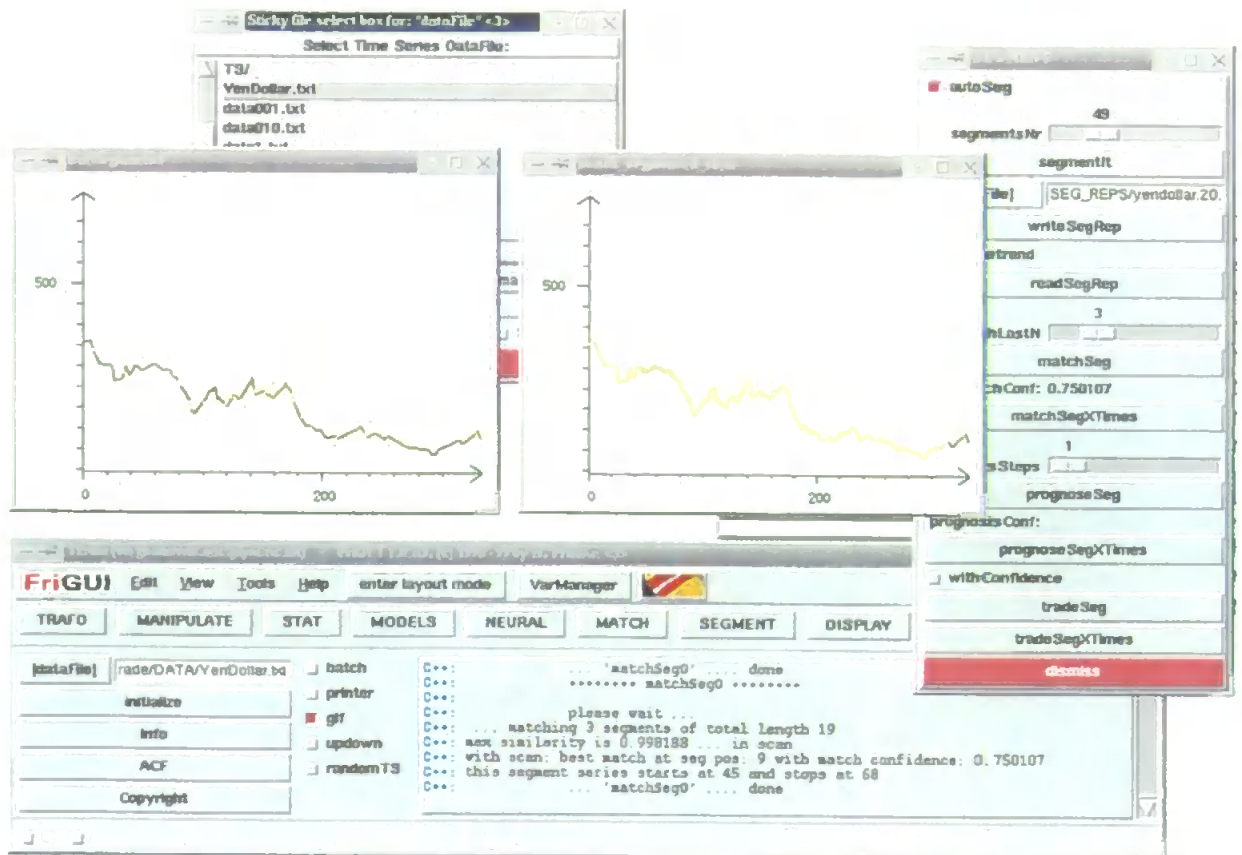 Sticky file select box for: "dataFile" <3>
Select Time Series DataFile:
TS/
YenDollar.txt
data001.txt
data010.txt
autoSeg
49
segmentsNr
segmentIt
File]
SEG_REPS/yendollar.20.
writeSegRep
ertrend
readSegRep
3
hLastN
matchSeg
chConf: 0.750107
matchSegXTimes
1
sSteps
prognoseSeg
prognosisConf:
prognoseSegXTimes
withConfidence
tradeSeg
tradeSegXTimes
dismiss
500
0
200
ma
500
0
200
FriGUI Edit View Tools Help enter layout mode VarManager
TRAFO MANIPULATE STAT MODELS NEURAL MATCH SEGMENT DISPLAY
[dataFile] rade/DATA/YenDollar.txt
initialize
Info
ACF
Copyright
batch
printer
gif
updown
randomTS
C++: ... 'matchSeg0' .... done
C++: ******** matchSeg0 ********
C++:
C++: please wait ...
C++: ... matching 3 segments of total length 19
C++: max similarity is 0.998188 ... in scan
C++: with scan: best match at seg pos: 9 with match confidence: 0.750107
C++: this segment series starts at 45 and stops at 68
C++: ... 'matchSeg0' .... done